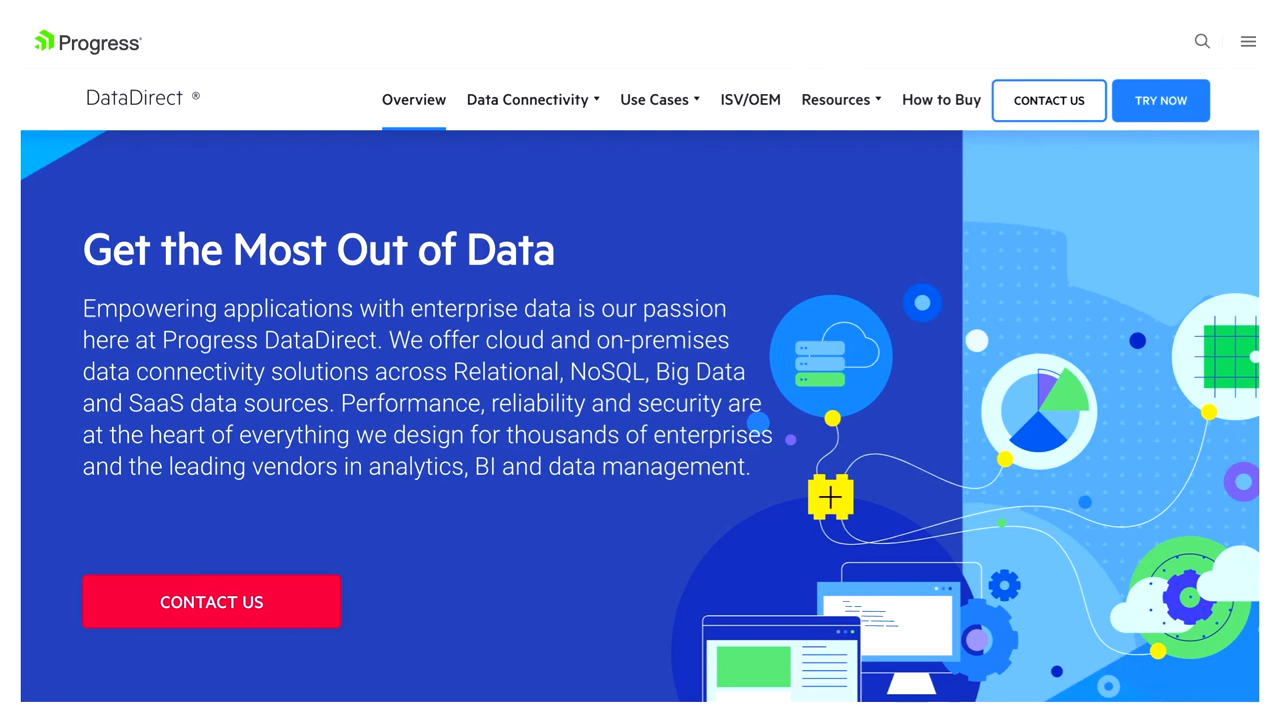 Progress®
DataDirect ®
Overview Data Connectivity Use Cases ISV/OEM Resources How to Buy CONTACT US TRY NOW
Get the Most Out of Data
Empowering applications with enterprise data is our passion
here at Progress DataDirect. We offer cloud and on-premises
data connectivity solutions across Relational, NoSQL, Big Data
and SaaS data sources. Performance, reliability and security are
at the heart of everything we design for thousands of enterprises
and the leading vendors in analytics, BI and data management.
CONTACT US